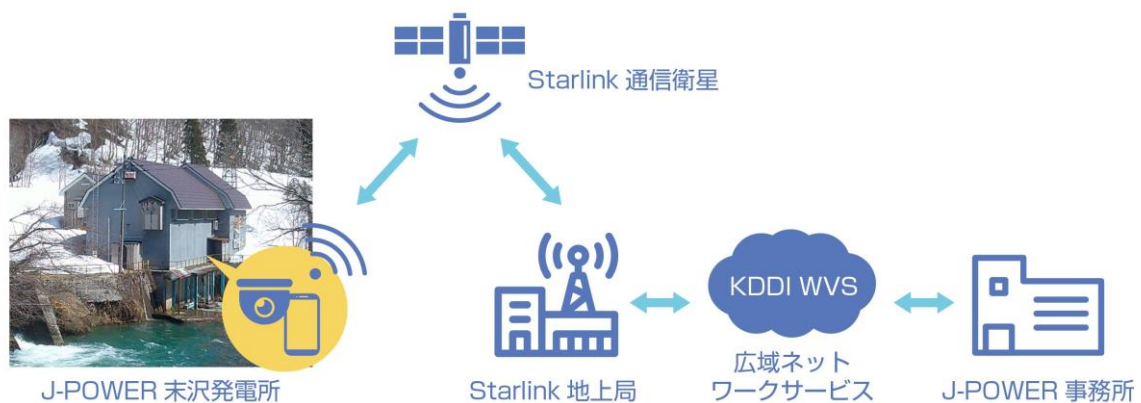 Starlink 通信衛星
J-POWER 末沢発電所
Starlink 地上局
KDDI WVS
広域ネット
ワークサービス
J-POWER 事務所